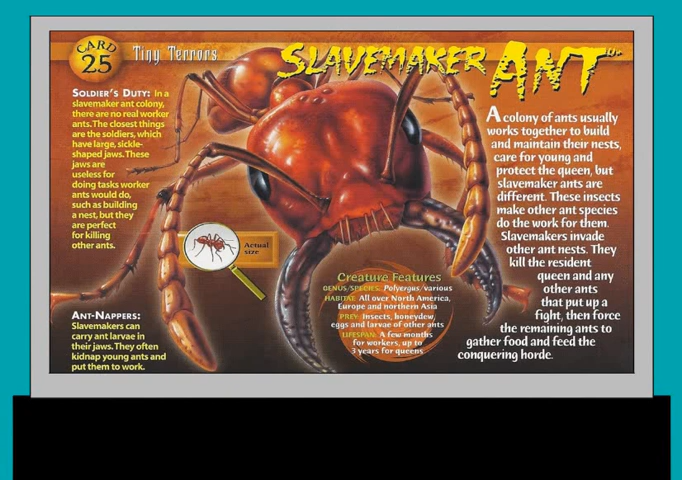 CARD 25
Tiny Terrors
SLAVEMAKER ANT
SOLDIER'S DUTY: In a
slavemaker ant colony,
there are no real worker
ants. The closest things
are the soldiers, which
have large, sickle-
shaped jaws. These
jaws are
useless for
doing tasks worker
ants would do,
such as building
a nest, but they
are perfect
for killing
other ants.
ANT-NAPPERS:
Slavemakers can
carry ant larvae in
their jaws. They often
kidnap young ants and
put them to work.
Actual
size
Creature Features
GENUS/SPECIES: Polyergus/various
HABITAT: All over North America,
Europe and northern Asia
PREY: Insects, honeydew,
eggs and larvae of other ants
LIFESPAN: A few months
for workers, up to
3 years for queens
A colony of ants usually
works together to build
and maintain their nests,
care for young and
protect the queen, but
slavemaker ants are
different. These insects
make other ant species
do the work for them.
Slavemakers invade
other ant nests. They
kill the resident
queen and any
other ants
that put up a
fight, then force
the remaining ants to
gather food and feed the
conquering horde.